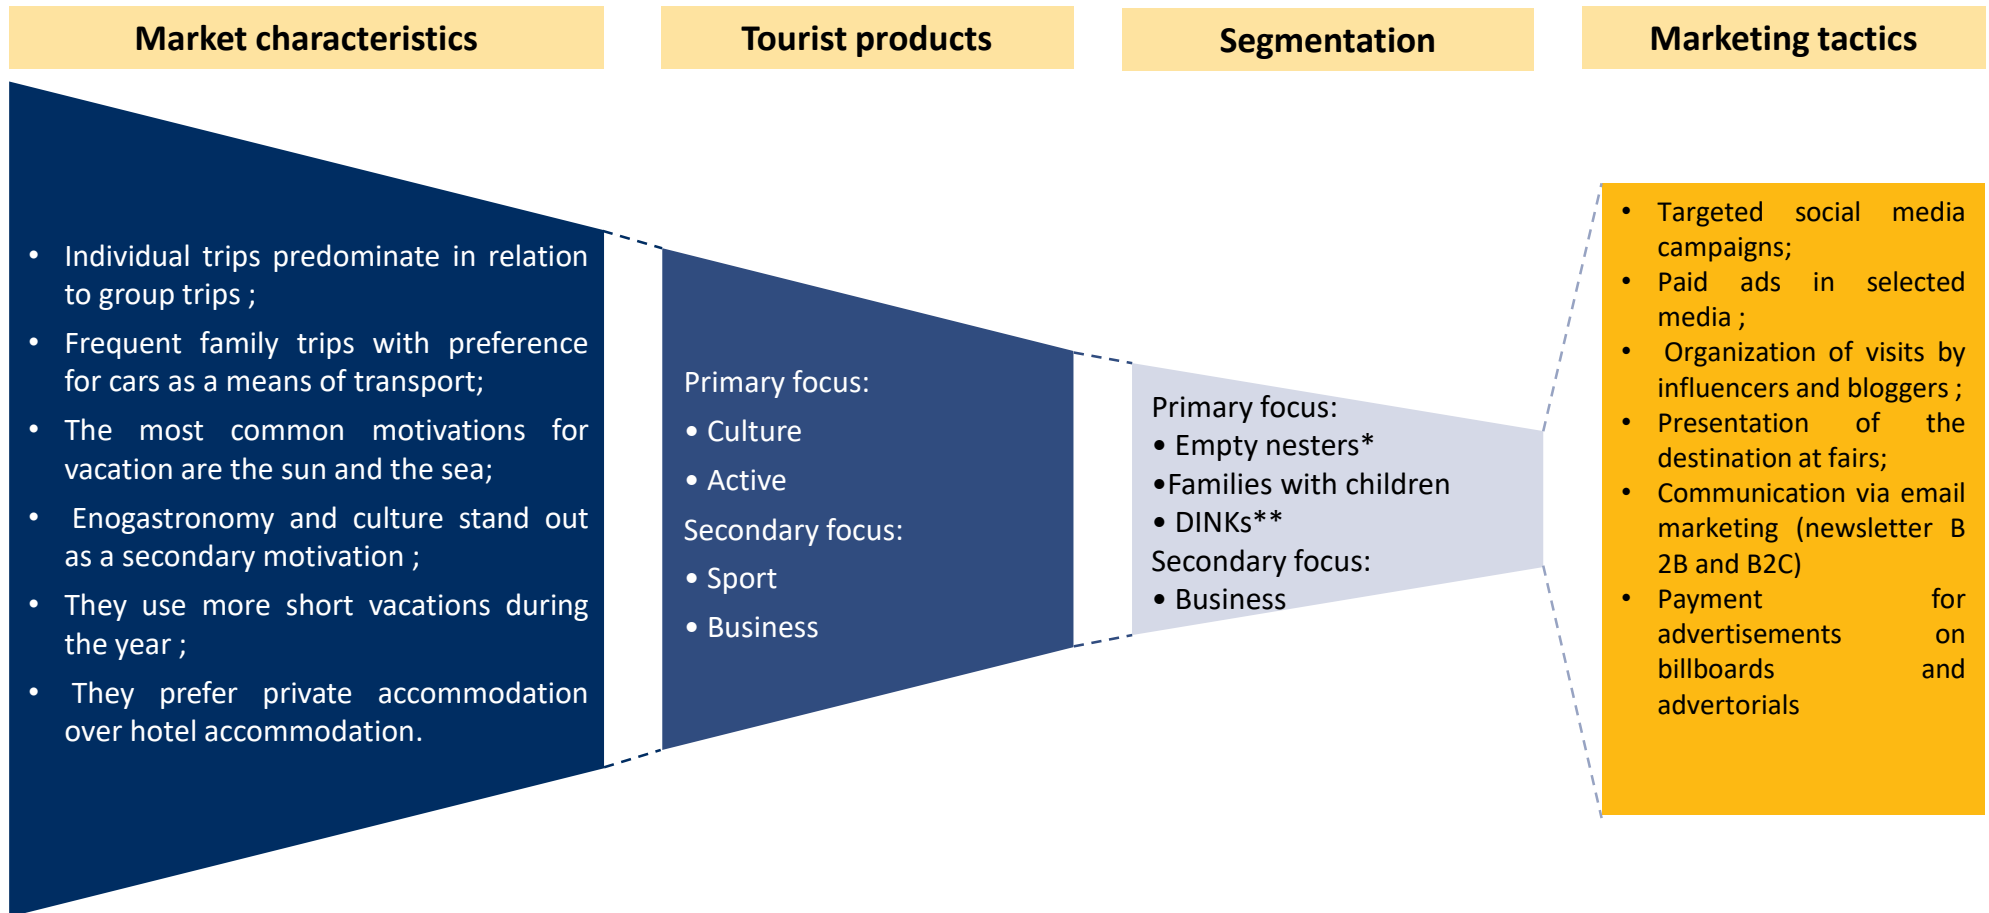 Market characteristics
Tourist products
Segmentation
Marketing tactics
• Individual trips predominate in relation
to group trips ;
• Frequent family trips with preference
for cars as a means of transport;
• The most common motivations for
vacation are the sun and the sea;
• Enogastronomy and culture stand out
as a secondary motivation ;
• They use more short vacations during
the year ;
• They prefer private accommodation
over hotel accommodation.
Primary focus:
• Culture
• Active
Secondary focus:
• Sport
• Business
Primary focus:
• Empty nesters*
•Families with children
• DINKs**
Secondary focus:
• Business
• Targeted social media
campaigns;
• Paid ads in selected
media ;
• Organization of visits by
influencers and bloggers ;
• Presentation of the
destination at fairs;
• Communication via email
marketing (newsletter B
2B and B2C)
• Payment for
advertisements on
billboards and
advertorials